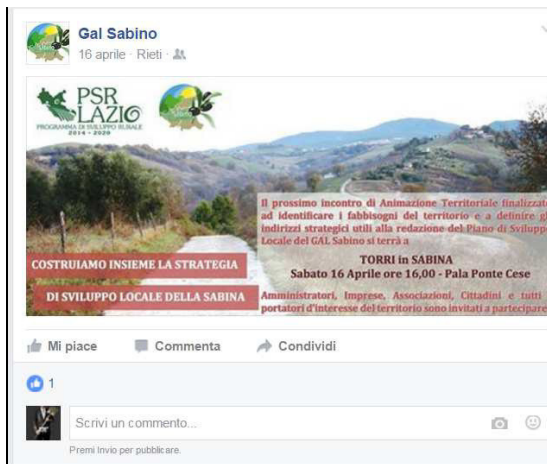 Gal Sabino
16 aprile · Rieti ·
PSR
LAZIO
PROGRAMMA DI SVILUPPO RURALE
2014 - 2020
Il prossimo incontro di Animazione Territoriale finalizzato
ad identificare i fabbisogni del territorio e a definire gli
indirizzi strategici utili alla redazione del Piano di Sviluppo
Locale del GAL Sabino si terrà a
TORRI in SABINA
Sabato 16 Aprile ore 16,00 - Pala Ponte Cese
COSTRUIAMO INSIEME LA STRATEGIA
DI SVILUPPO LOCALE DELLA SABINA
Amministratori, Imprese, Associazioni, Cittadini e tutti
portatori d'interesse del territorio sono invitati a partecipare
Mi piace Commenta Condividi
1
Scrivi un commento...
Premi Invio per pubblicare.